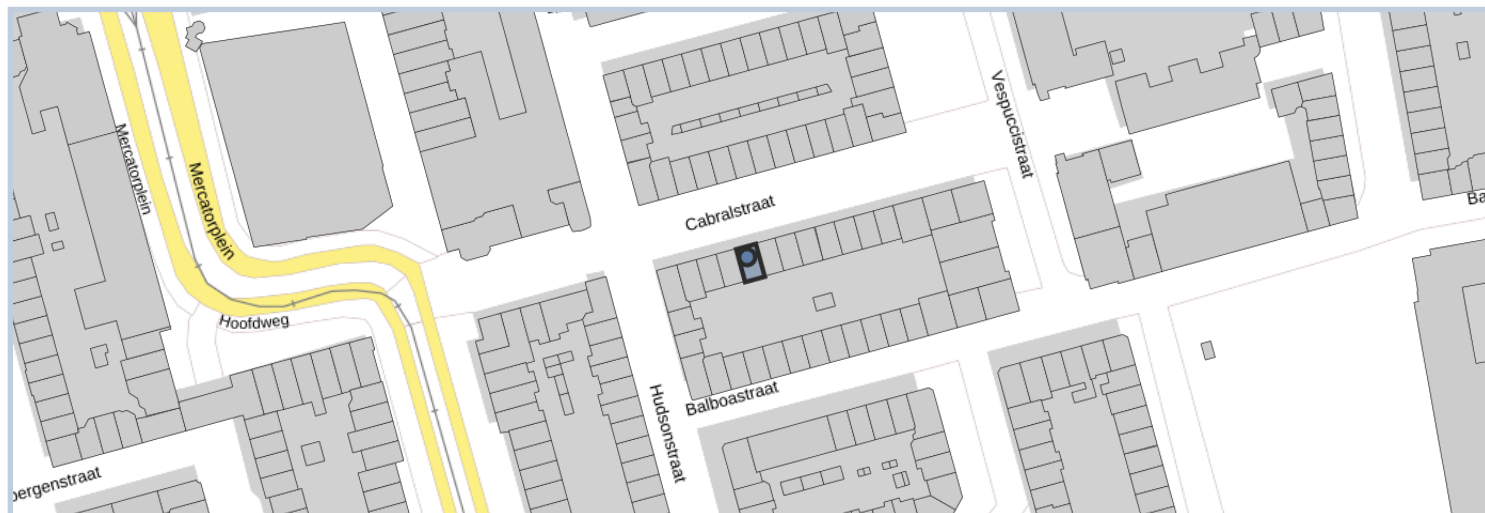 Mercatorplein
Mercatorplein
Vespuccistraat
Cabralstraat
Hoofdweg
Hudsonstraat
Balboastraat
bergenstraat
Ba